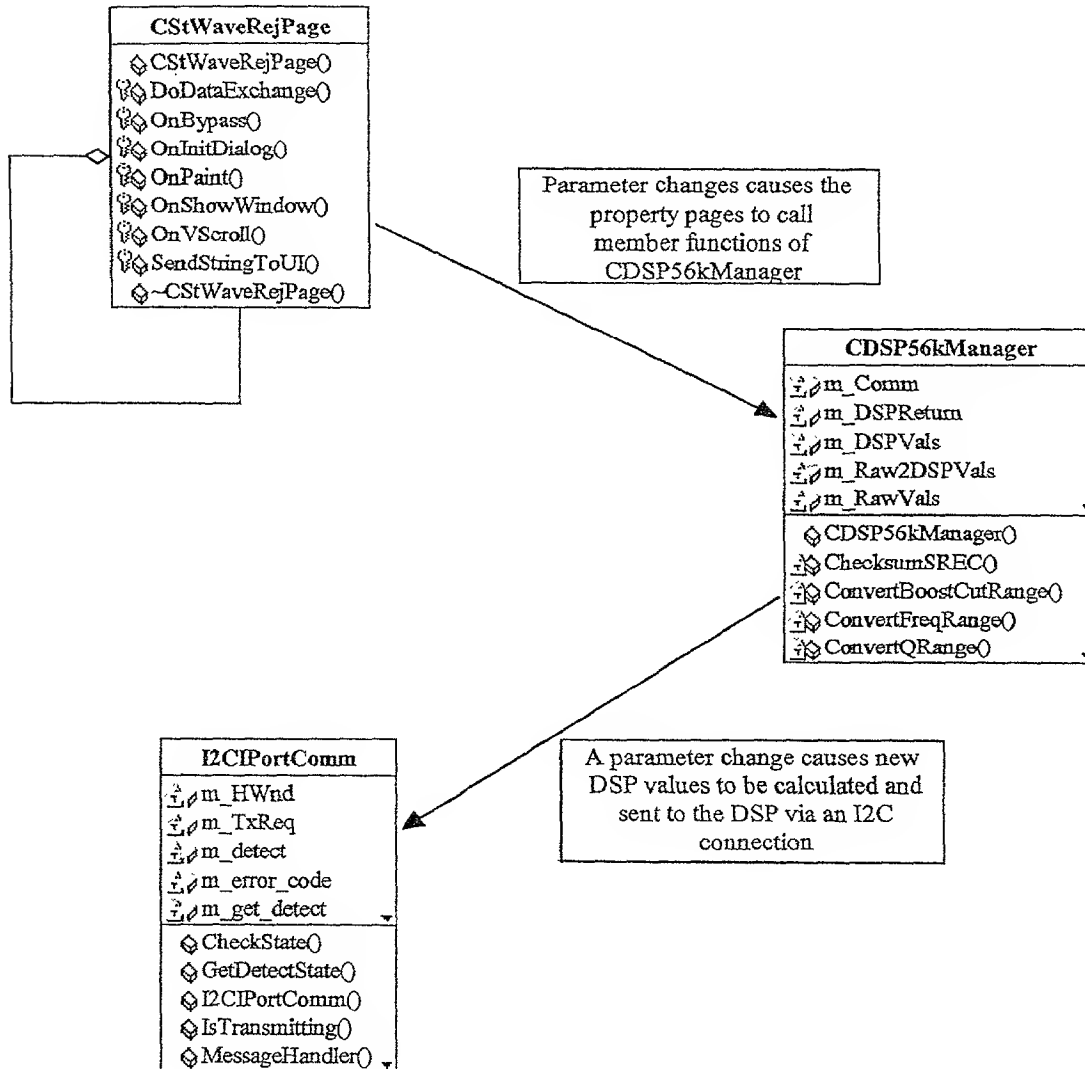 CStWaveRejPage
CStWaveRejPage()
DoDataExchange()
OnBypass()
OnInitDialog()
OnPaint()
OnShowWindow()
OnVScroll()
SendStringToUI()
~CStWaveRejPage()
Parameter changes causes the
property pages to call
member functions of
CDSP56kManager
CDSP56kManager
m_Comm
m_DSPReturn
m_DSPVals
m_Raw2DSPVals
m_RawVals
CDSP56kManager()
ChecksumSREC()
ConvertBoostCutRange()
ConvertFreqRange()
ConvertQRange()
A parameter change causes new
DSP values to be calculated and
sent to the DSP via an I2C
connection
I2CIPortComm
m_HWnd
m_TxReq
m_detect
m_error_code
m_get_detect
CheckState()
GetDetectState()
I2CIPortComm()
IsTransmitting()
MessageHandler()